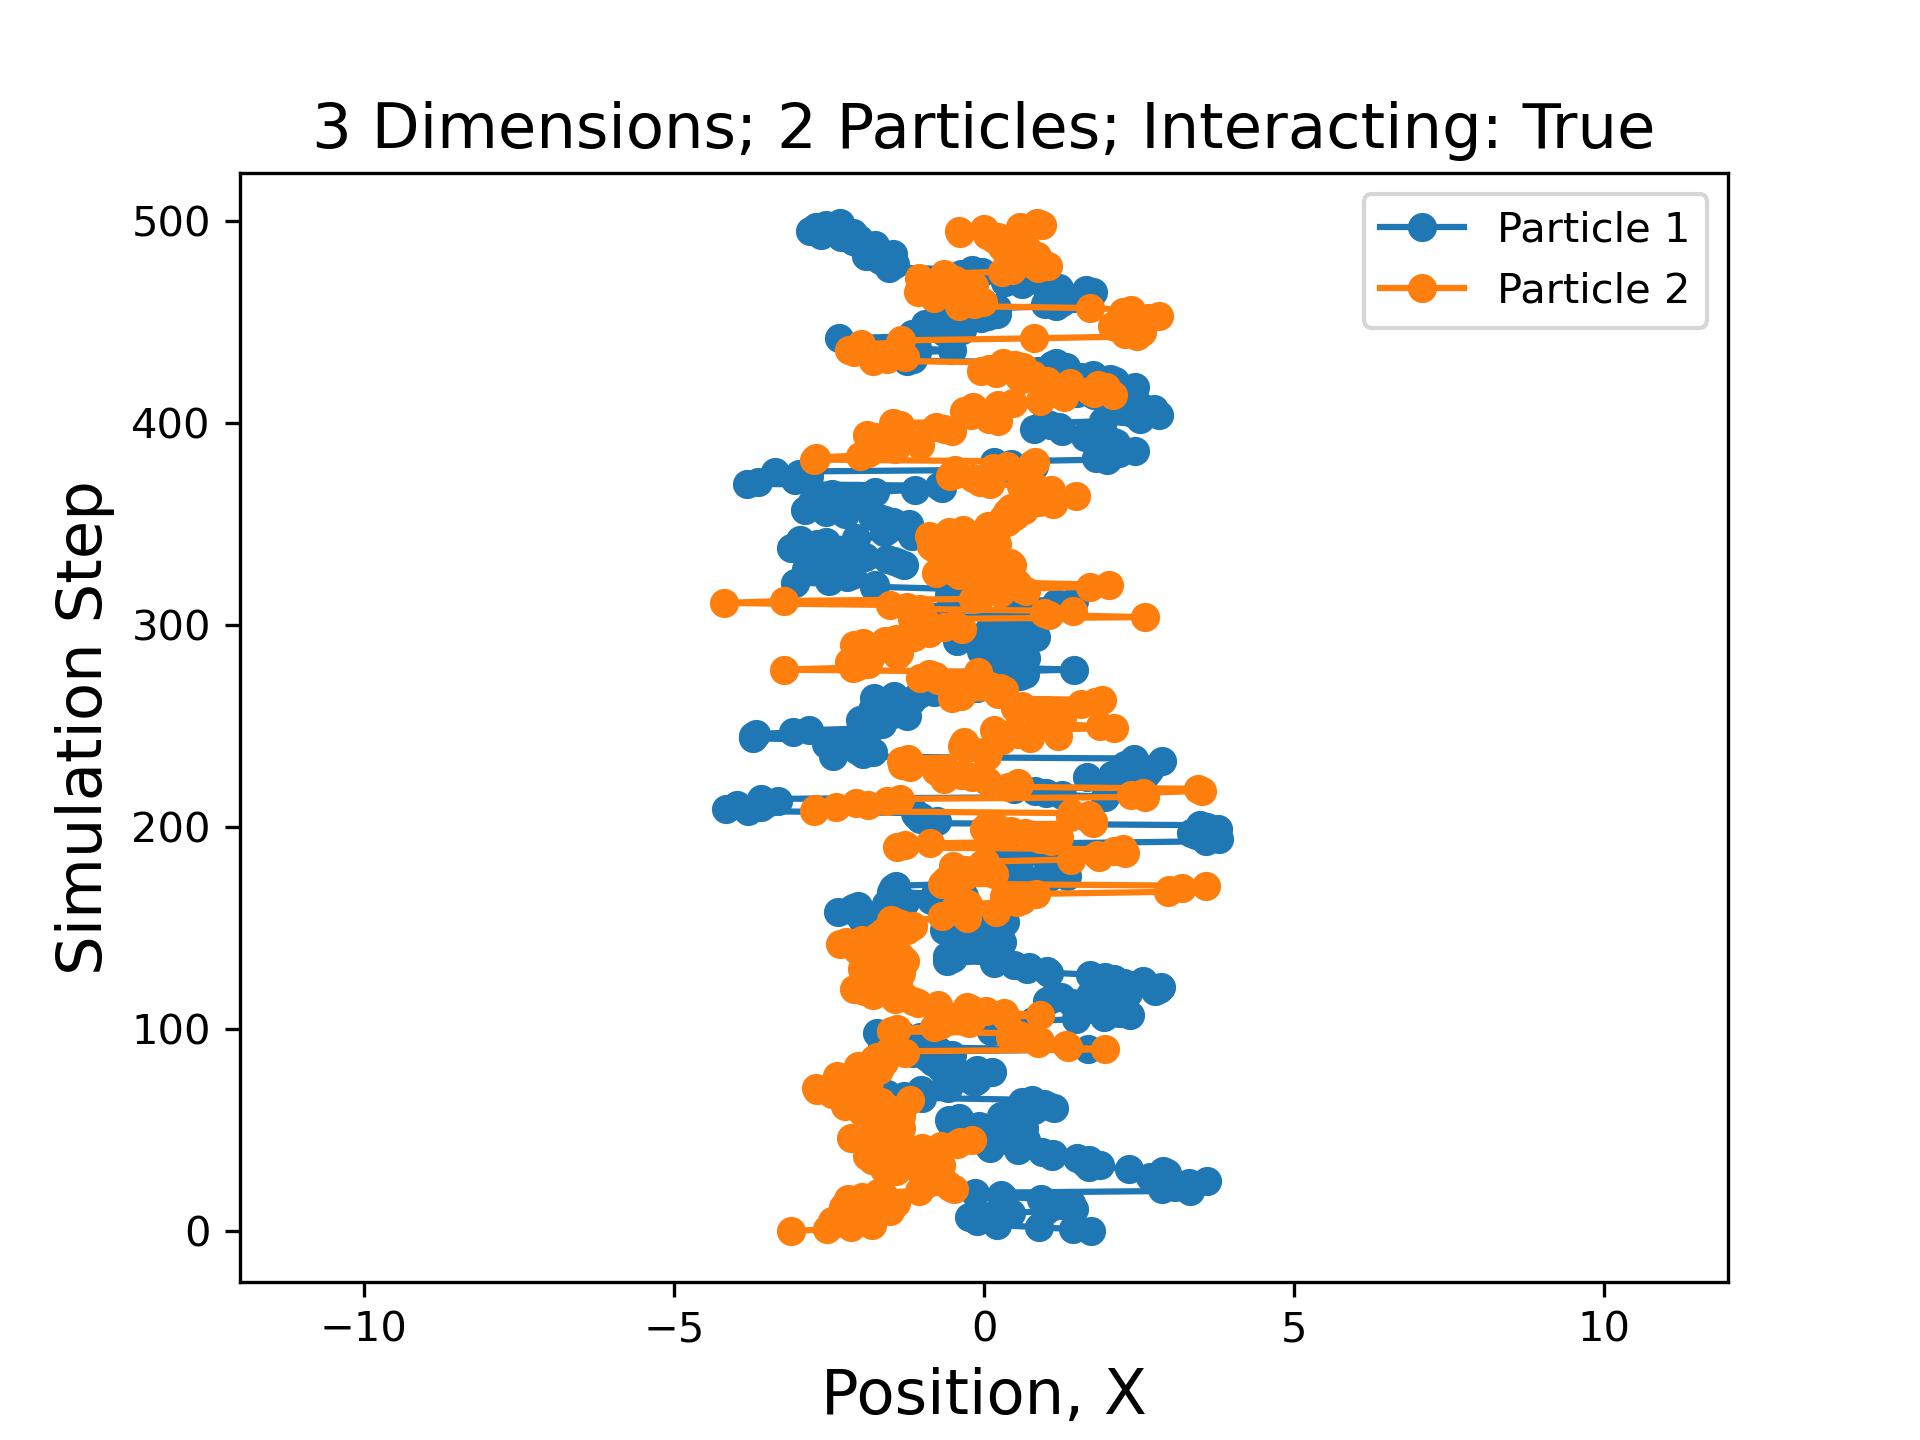 3 Dimensions; 2 Particles; Interacting: True
Particle 1
Particle 2
500
400
300
200
100
0
Simulation Step
−10
−5
0
5
10
Position, X